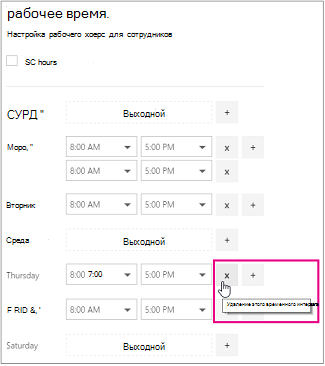 рабочее время.
Настройка рабочего хоерс для сотрудников
SC hours
СУРД * Выходной +
Моро, " 8:00 AM 5:00 PM x +
8:00 AM 5:00 PM x
Вторник 8:00 AM 5:00 PM x +
Среда Выходной +
Thursday 8:00 7:00 5:00 PM x +
Удаление этого временного интервала
F RID &, ' 8:00 AM 5:00 PM
Saturday Выходной +